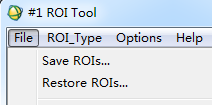 #1 ROI Tool
File ROI_Type Options Help
Save ROIs...
Restore ROIs...